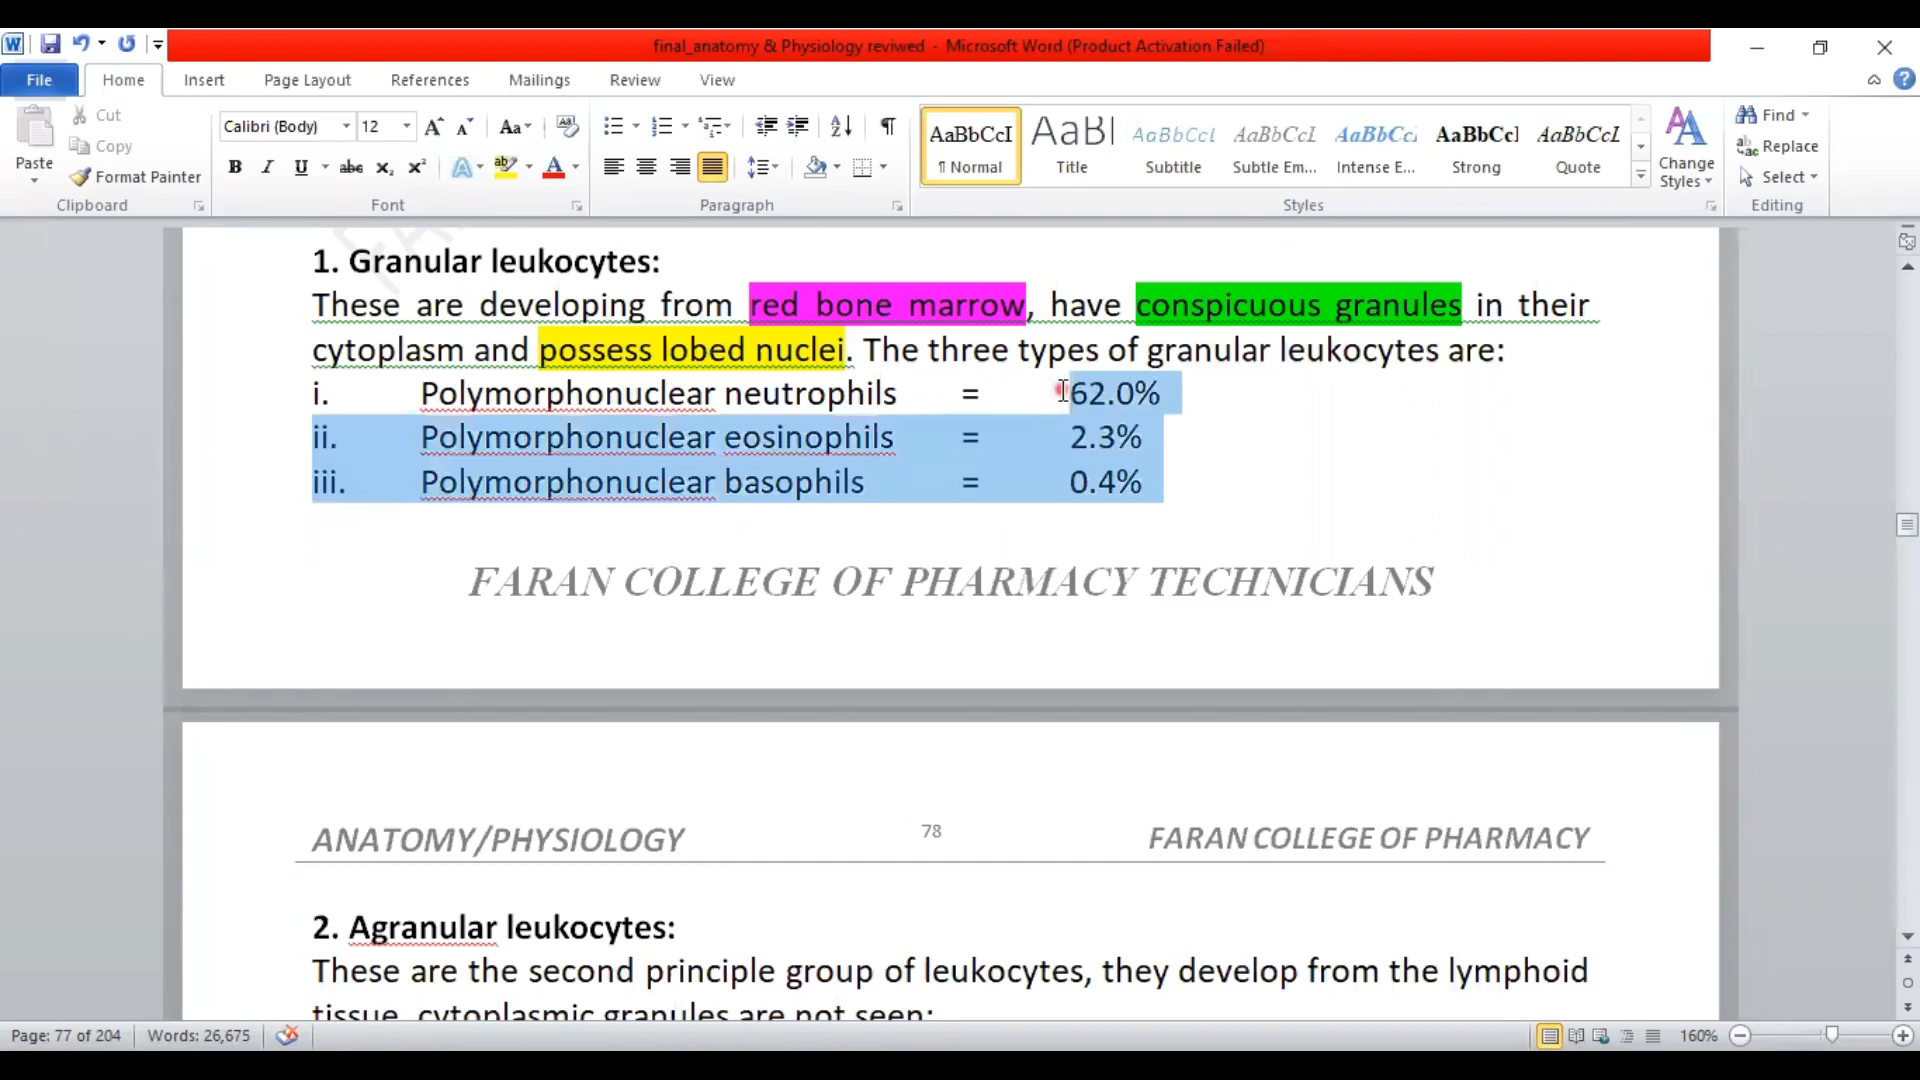 final_anatomy & Physiology reviwed - Microsoft Word (Product Activation Failed)
File Home Insert Page Layout References Mailings Review View
Paste
Cut
Copy
Format Painter
Clipboard
Calibri (Body) 12
Font
Paragraph
AaBbCcI AaBl AaBbCcL AaBbCcL AaBbCcl AaBbCcl AaBbCcL
¶ Normal Title Subtitle Subtle Em... Intense E... Strong Quote
Change Styles
Styles
Find
Replace
Select
Editing
1. Granular leukocytes:
These are developing from red bone marrow, have conspicuous granules in their
cytoplasm and possess lobed nuclei. The three types of granular leukocytes are:
i. Polymorphonuclear neutrophils = 62.0%
ii. Polymorphonuclear eosinophils = 2.3%
iii. Polymorphonuclear basophils = 0.4%
FARAN COLLEGE OF PHARMACY TECHNICIANS
ANATOMY/PHYSIOLOGY 78 FARAN COLLEGE OF PHARMACY
2. Agranular leukocytes:
These are the second principle group of leukocytes, they develop from the lymphoid
tissue, cytoplasmic granules are not seen:
Page: 77 of 204 Words: 26,675 160%